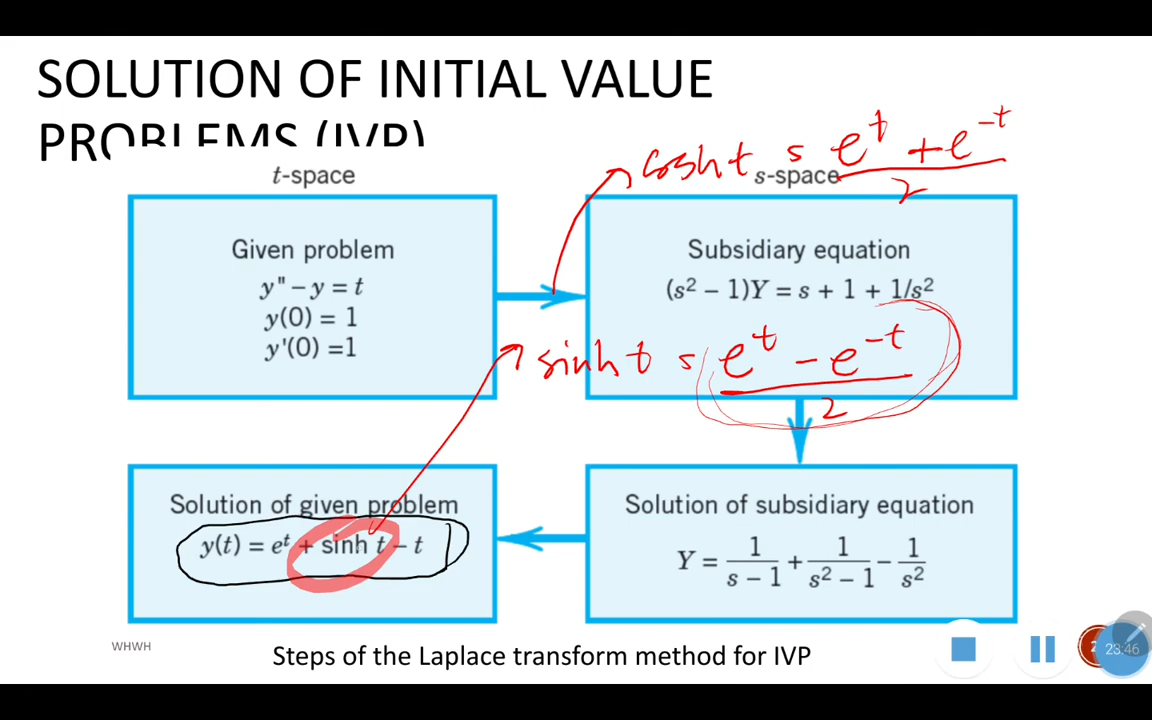 SOLUTION OF INITIAL VALUE
PROBLEMS (IVP)
cosh t = e^t + e^-t / 2
t-space
s-space
Given problem
y" – y = t
y(0) = 1
y'(0) =1
Subsidiary equation
(s² – 1)Y = s + 1 + 1/s²
sinh t = e^t - e^-t / 2
Solution of given problem
y(t) = e^t + sinh t – t
Solution of subsidiary equation
Y = 1/(s – 1) + 1/(s² – 1) – 1/s²
WHWH
Steps of the Laplace transform method for IVP
23:46